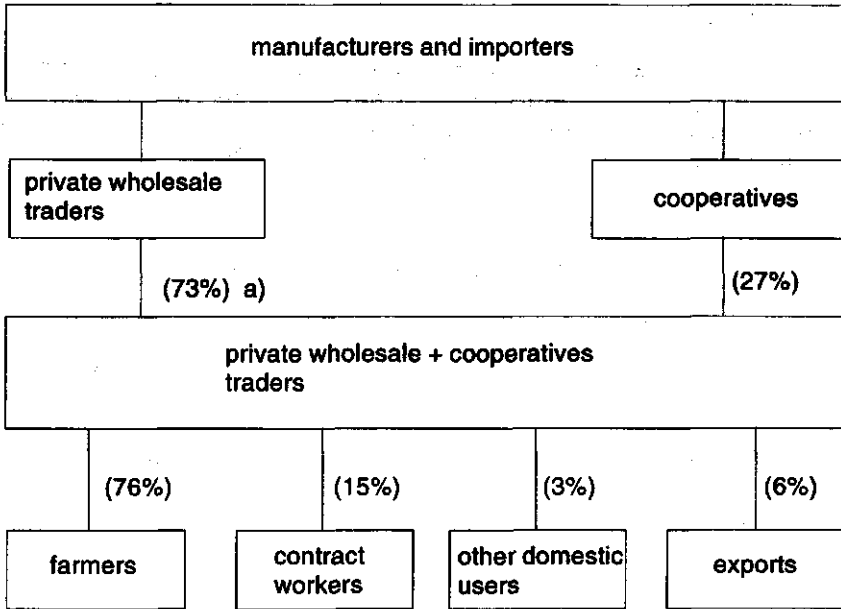 manufacturers and importers
private wholesale
traders
cooperatives
(73%) a)
(27%)
private wholesale + cooperatives
traders
(76%)
(15%)
(3%)
(6%)
farmers
contract
workers
other domestic
users
exports